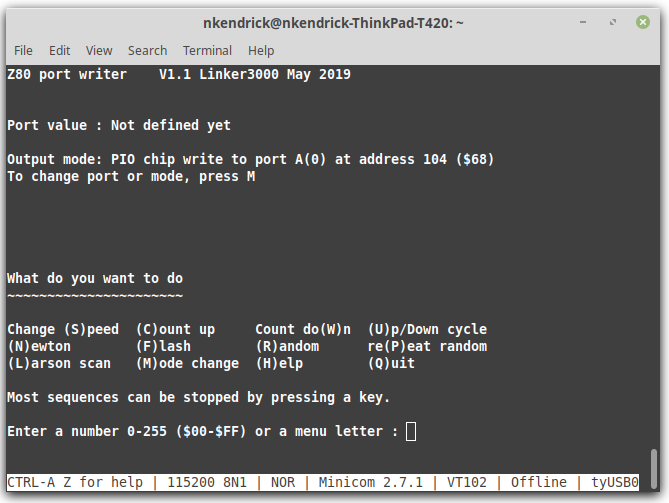 nkendrick@nkendrick-ThinkPad-T420: ~
File Edit View Search Terminal Help
Z80 port writer    V1.1 Linker3000 May 2019
Port value : Not defined yet
Output mode: PIO chip write to port A(0) at address 104 ($68)
To change port or mode, press M
What do you want to do
~~~~~~~~~~~~~~~~~~~~~~
Change (S)peed  (C)ount up     Count do(W)n  (U)p/Down cycle
(N)ewton        (F)lash        (R)andom      re(P)eat random
(L)arson scan   (M)ode change  (H)elp        (Q)uit
Most sequences can be stopped by pressing a key.
Enter a number 0-255 ($00-$FF) or a menu letter :
CTRL-A Z for help | 115200 8N1 | NOR | Minicom 2.7.1 | VT102 | Offline | tyUSB0